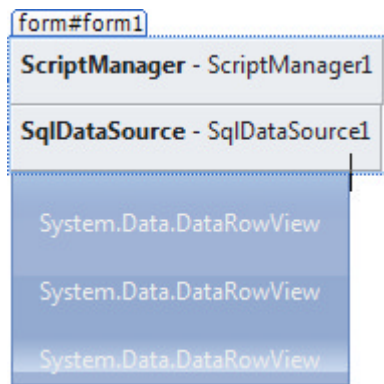 form#form1
ScriptManager - ScriptManager1
SqlDataSource - SqlDataSource1
System.Data.DataRowView
System.Data.DataRowView
System.Data.DataRowView